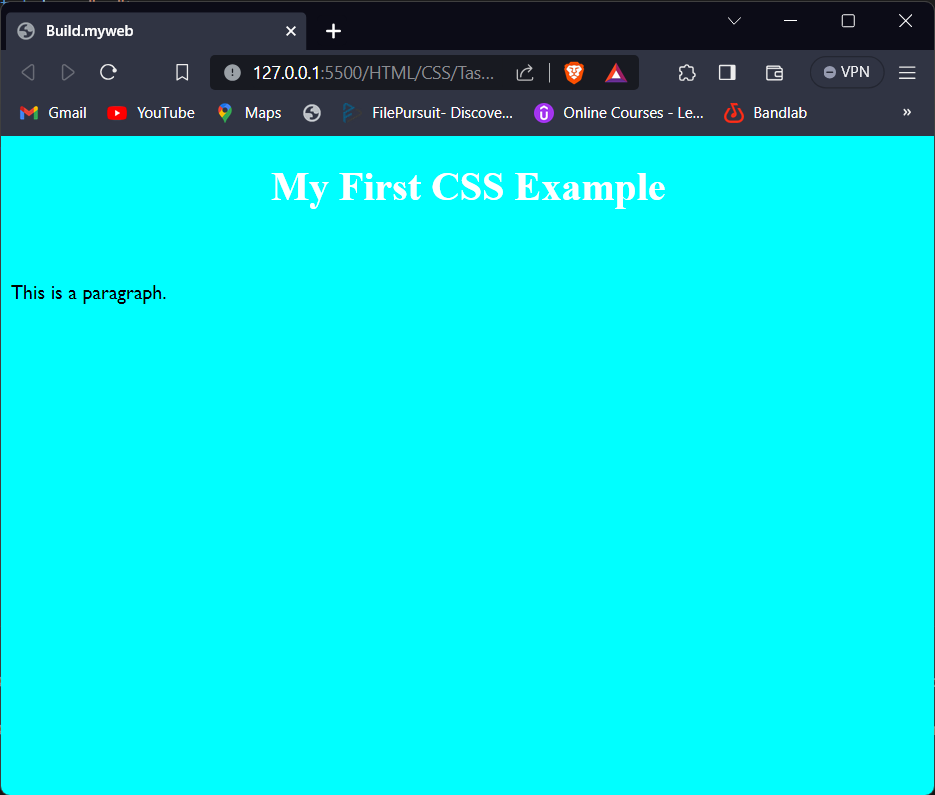 Build.myweb
127.0.0.1:5500/HTML/CSS/Tas...
VPN
Gmail YouTube Maps FilePursuit- Discove... Online Courses - Le... Bandlab »
My First CSS Example
This is a paragraph.